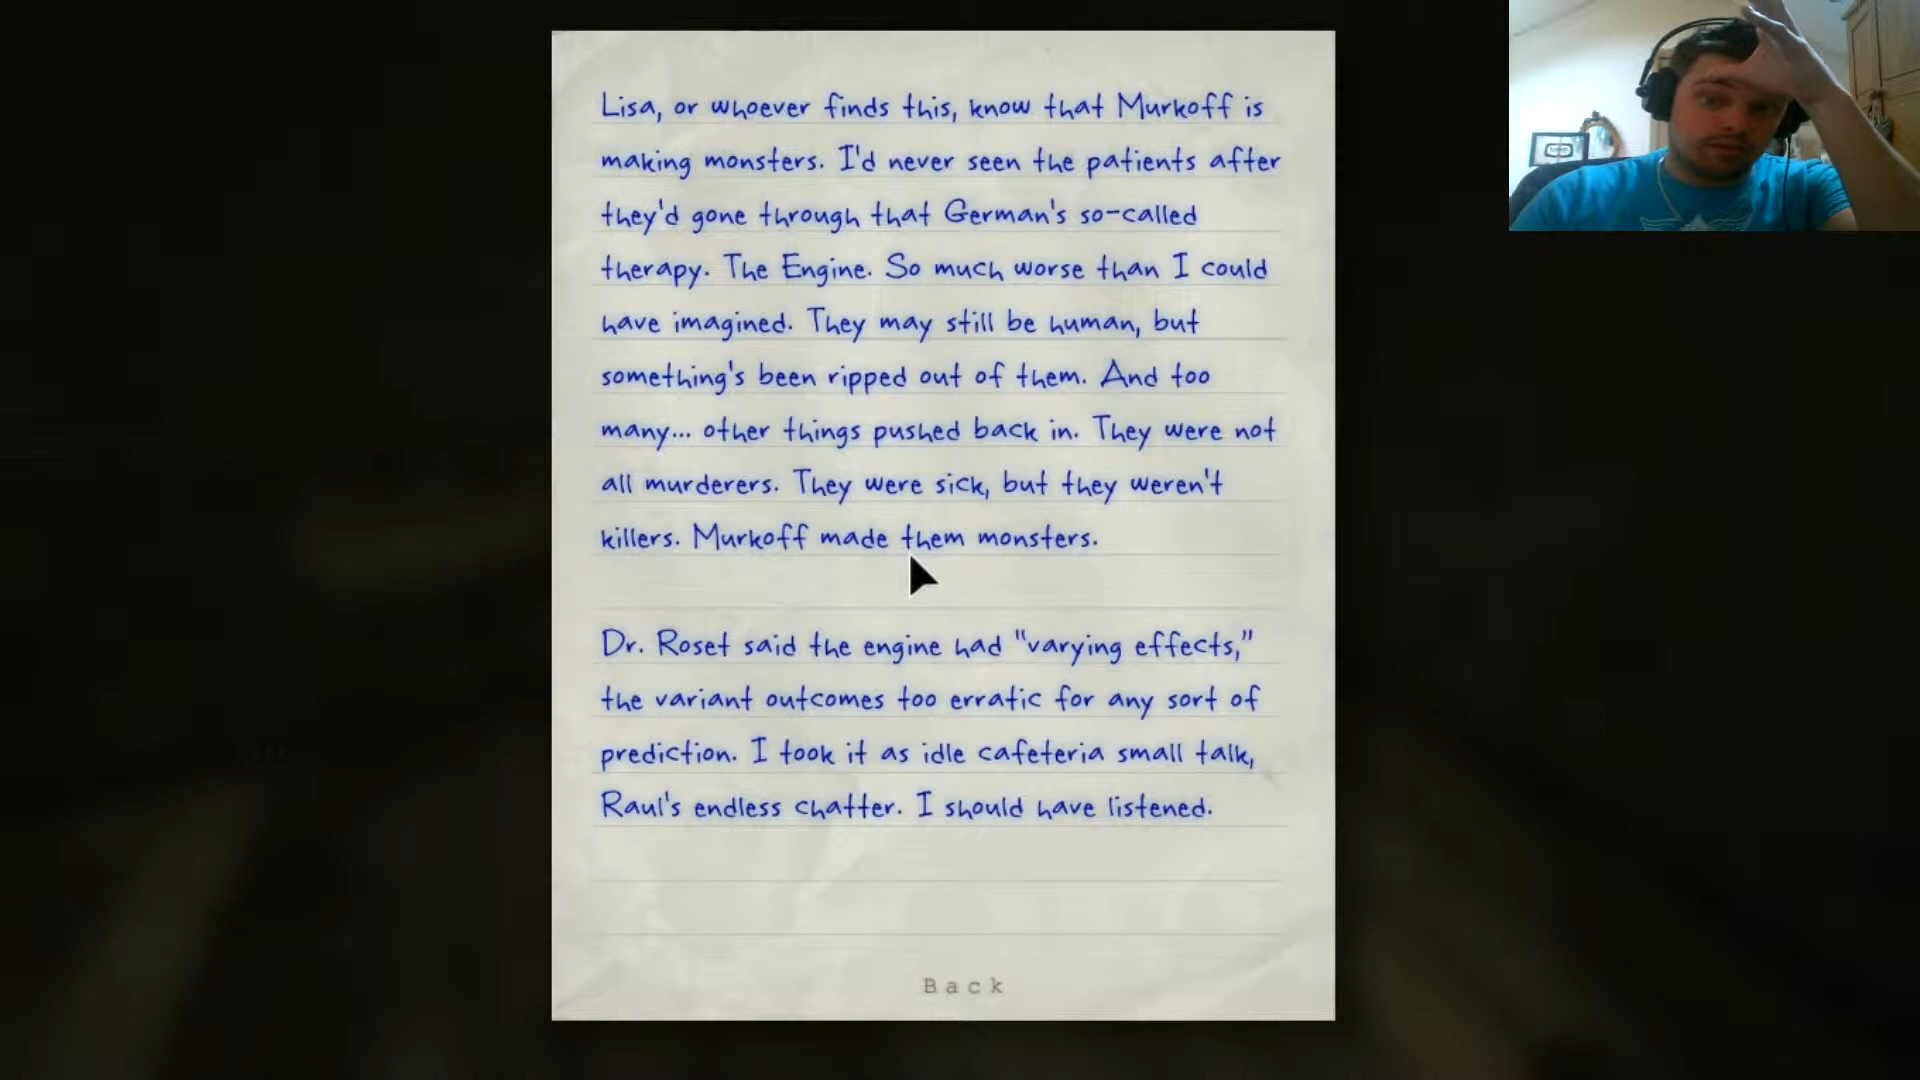 Lisa, or whoever finds this, know that Murkoff is
making monsters. I'd never seen the patients after
they'd gone through that German's so-called
therapy. The Engine. So much worse than I could
have imagined. They may still be human, but
something's been ripped out of them. And too
many... other things pushed back in. They were not
all murderers. They were sick, but they weren't
killers. Murkoff made them monsters.
Dr. Roset said the engine had "varying effects,"
the variant outcomes too erratic for any sort of
prediction. I took it as idle cafeteria small talk,
Raul's endless chatter. I should have listened.
Back